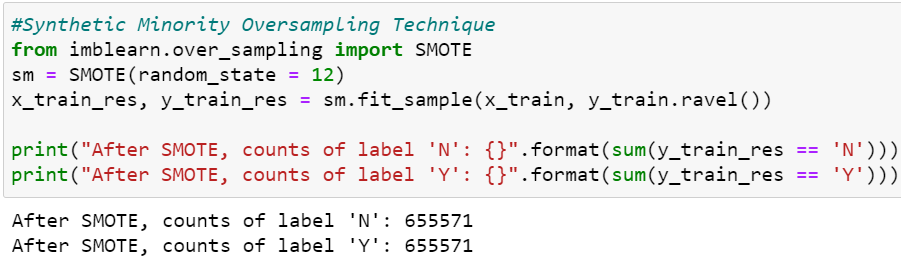 #Synthetic Minority Oversampling Technique
from imblearn.over_sampling import SMOTE
sm = SMOTE(random_state = 12)
x_train_res, y_train_res = sm.fit_sample(x_train, y_train.ravel())
print("After SMOTE, counts of label 'N': {}".format(sum(y_train_res == 'N')))
print("After SMOTE, counts of label 'Y': {}".format(sum(y_train_res == 'Y')))
After SMOTE, counts of label 'N': 655571
After SMOTE, counts of label 'Y': 655571